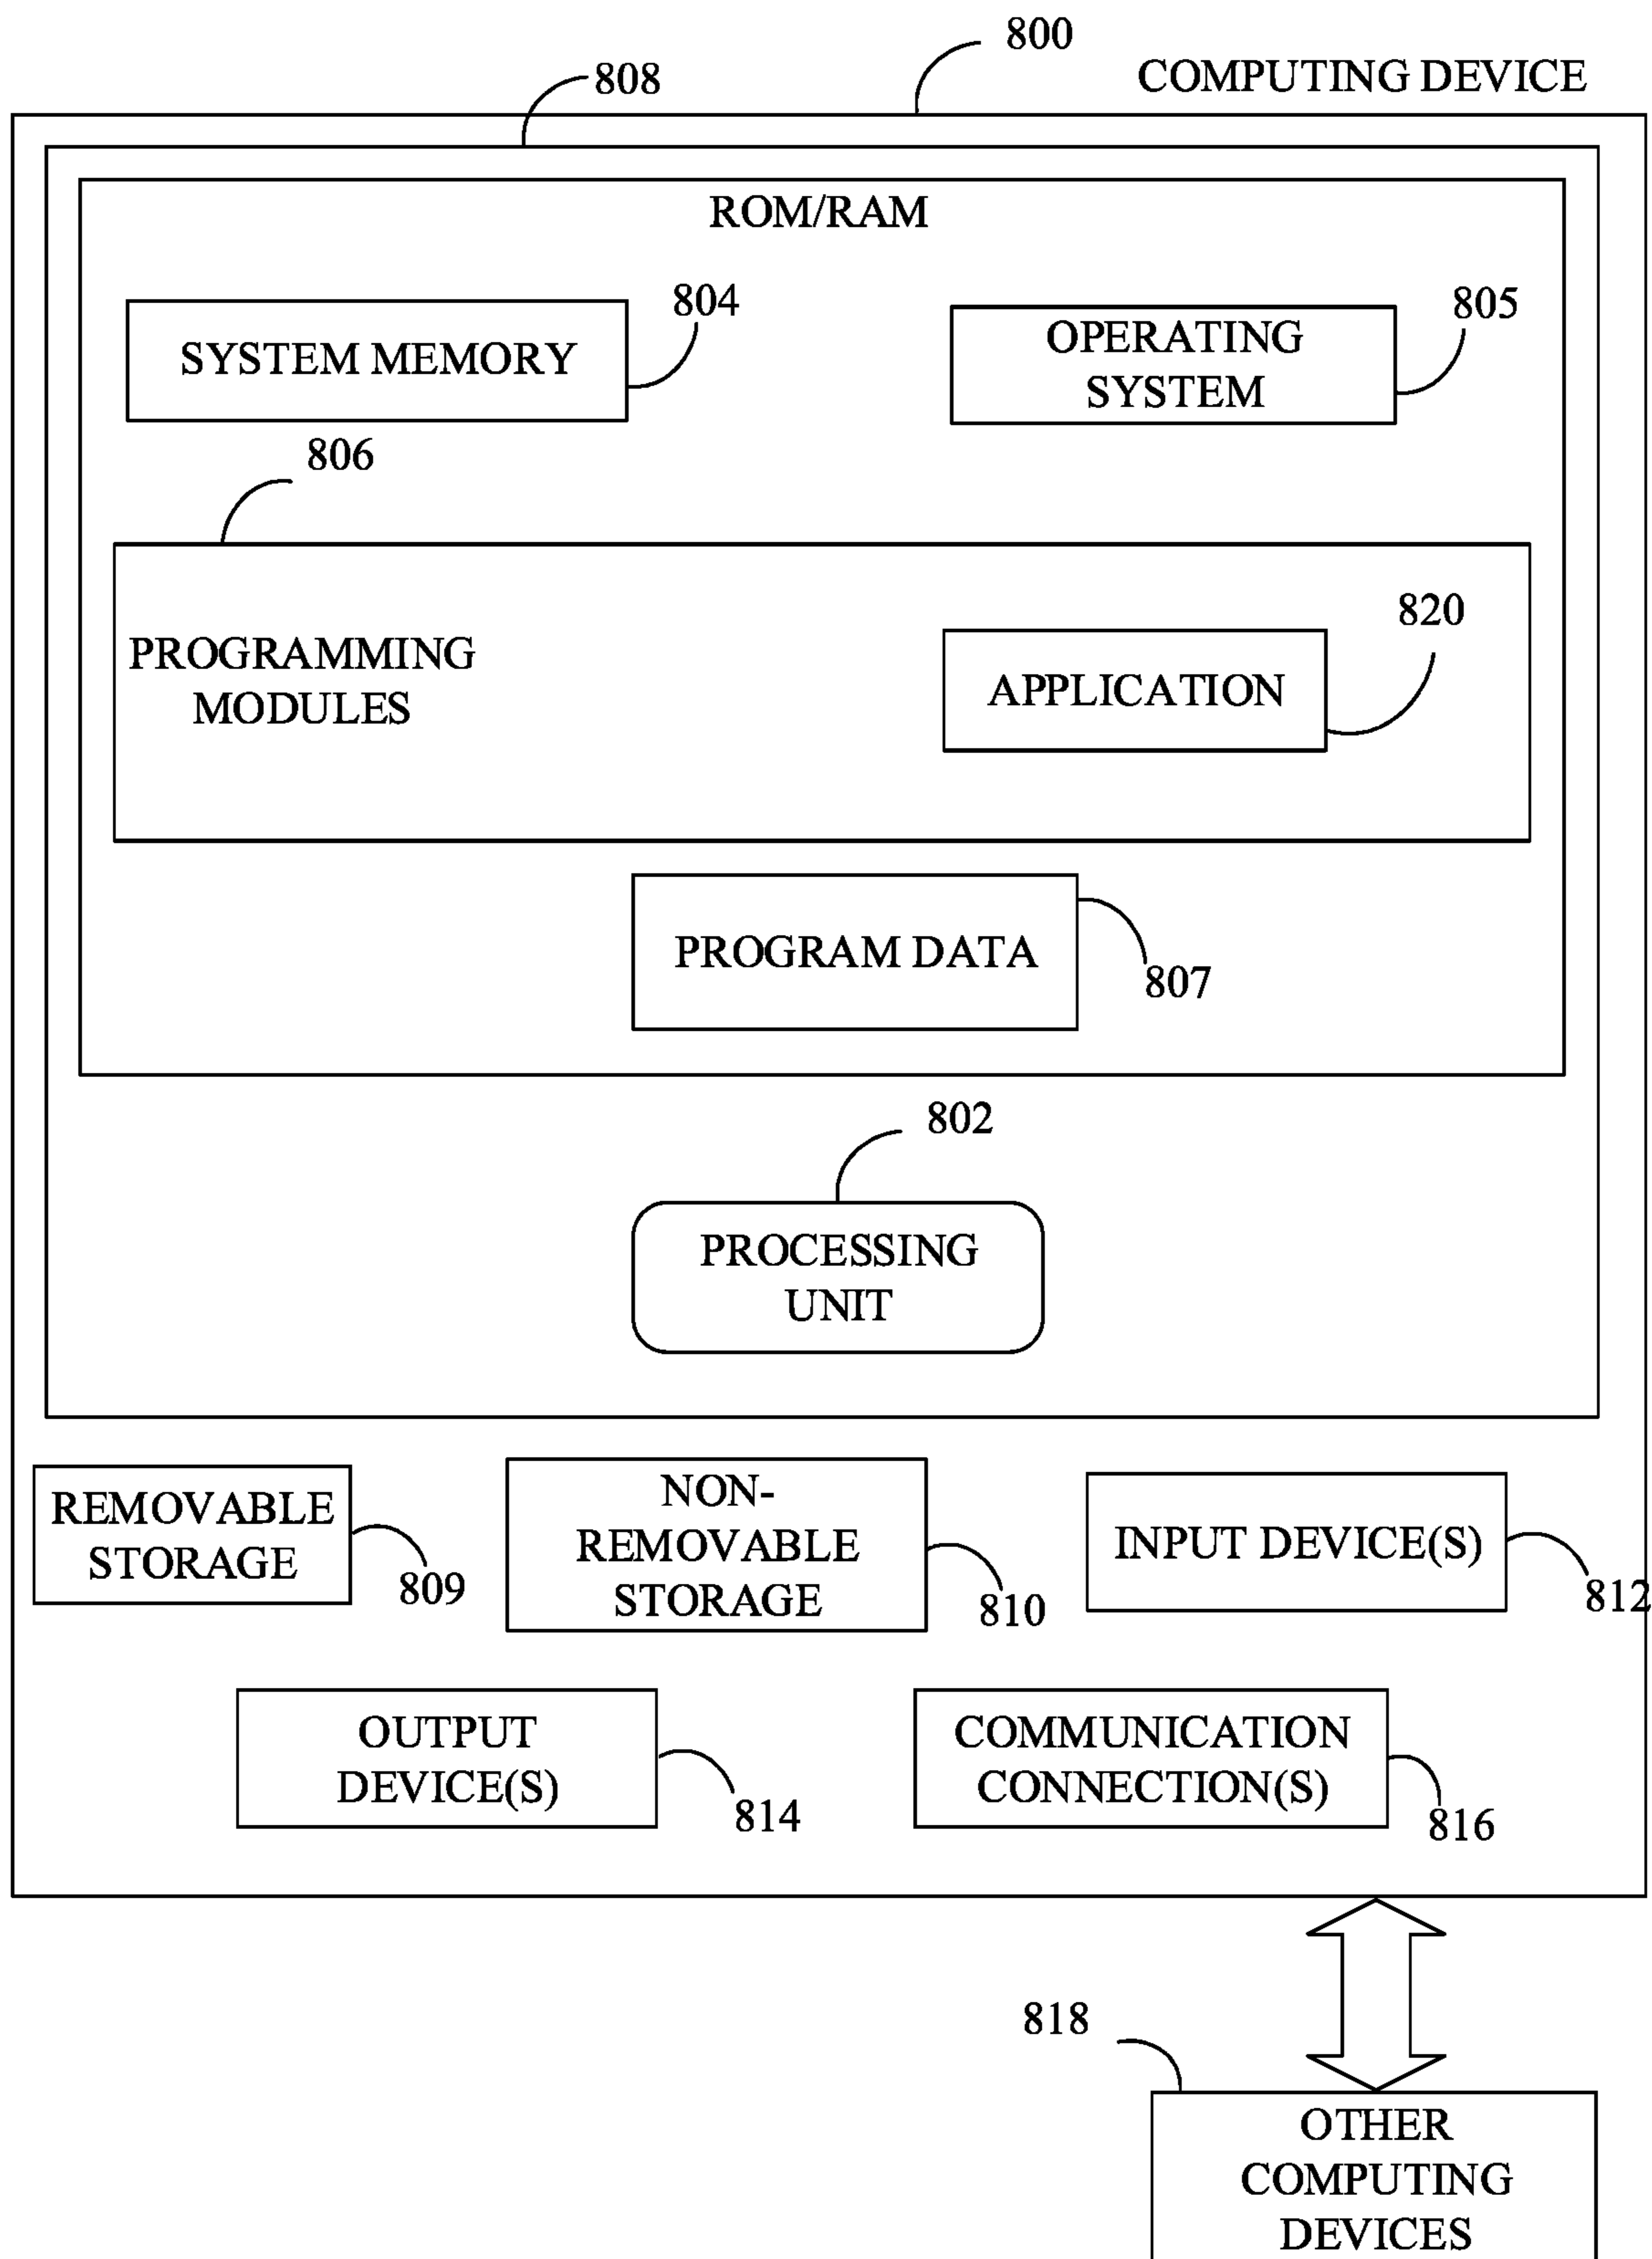 800
COMPUTING DEVICE
808
ROM/RAM
804
805
SYSTEM MEMORY
OPERATING
SYSTEM
806
820
PROGRAMMING
MODULES
APPLICATION
PROGRAM DATA
807
802
PROCESSING
UNIT
REMOVABLE
STORAGE
809
NON-
REMOVABLE
STORAGE
810
INPUT DEVICE(S)
812
OUTPUT
DEVICE(S)
814
COMMUNICATION
CONNECTION(S)
816
818
OTHER
COMPUTING
DEVICES